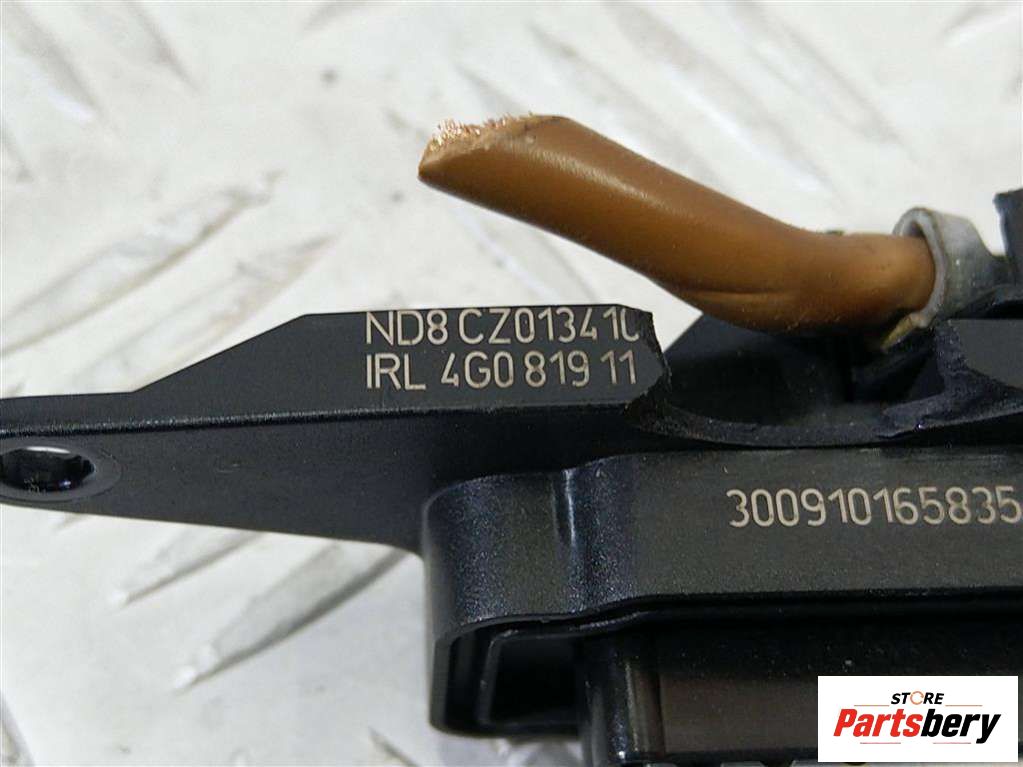 ND8 CZ01341C
IRL 4G0 819 11
300910165835
STORE
Partsbery